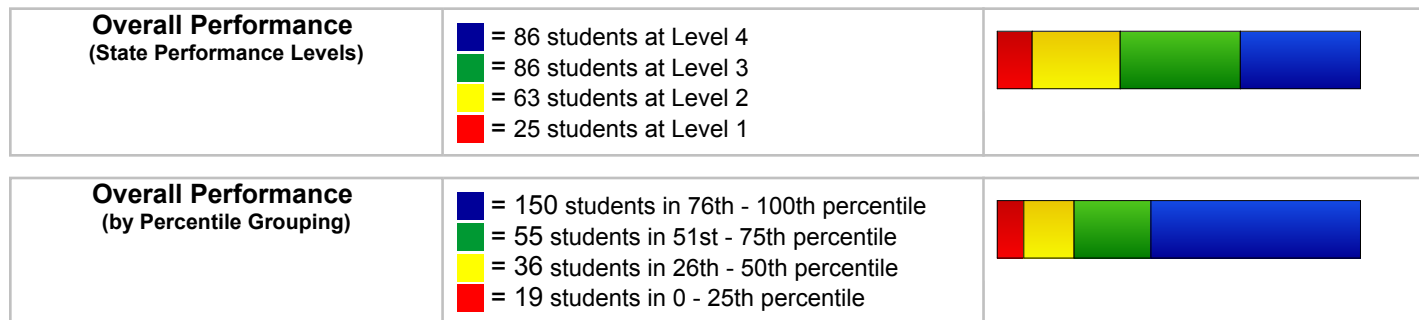 Overall Performance
(State Performance Levels)
= 86 students at Level 4
= 86 students at Level 3
= 63 students at Level 2
= 25 students at Level 1
Overall Performance
(by Percentile Grouping)
= 150 students in 76th - 100th percentile
= 55 students in 51st - 75th percentile
= 36 students in 26th - 50th percentile
= 19 students in 0 - 25th percentile